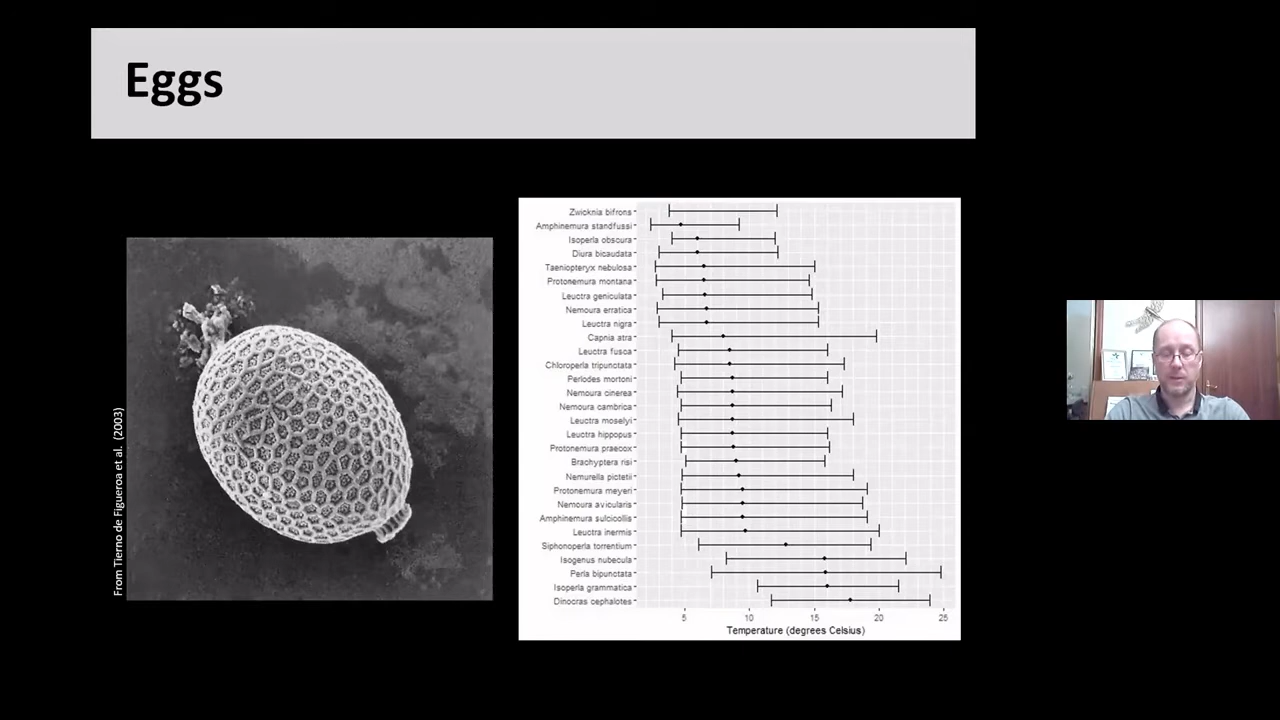 Eggs
From Tierno de Figueroa et al. (2003)
Zwicknia bifrons
Amphinemura standfussi
Isoperla obscura
Diura bicaudata
Taeniopteryx nebulosa
Protonemura montana
Leuctra geniculata
Nemoura erratica
Leuctra nigra
Capnia atra
Leuctra fusca
Chloroperla tripunctata
Perlodes mortoni
Nemoura cinerea
Nemoura cambrica
Leuctra moselyi
Leuctra hippopus
Protonemura praecox
Brachyptera risi
Nemurella pictetii
Protonemura meyeri
Nemoura avicularis
Amphinemura sulcicollis
Leuctra inermis
Siphonoperla torrentium
Isogenus nubecula
Perla bipunctata
Isoperla grammatica
Dinocras cephalotes
5 10 15 20 25
Temperature (degrees Celsius)